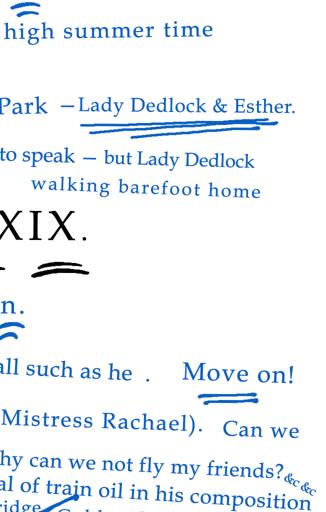 high summer time
Park — Lady Dedlock & Esther.
to speak — but Lady Dedlock
walking barefoot home
XIX.
n.
all such as he . Move on!
Mistress Rachael). Can we
hy can we not fly my friends? &c &c
al of train oil in his composition
ridge